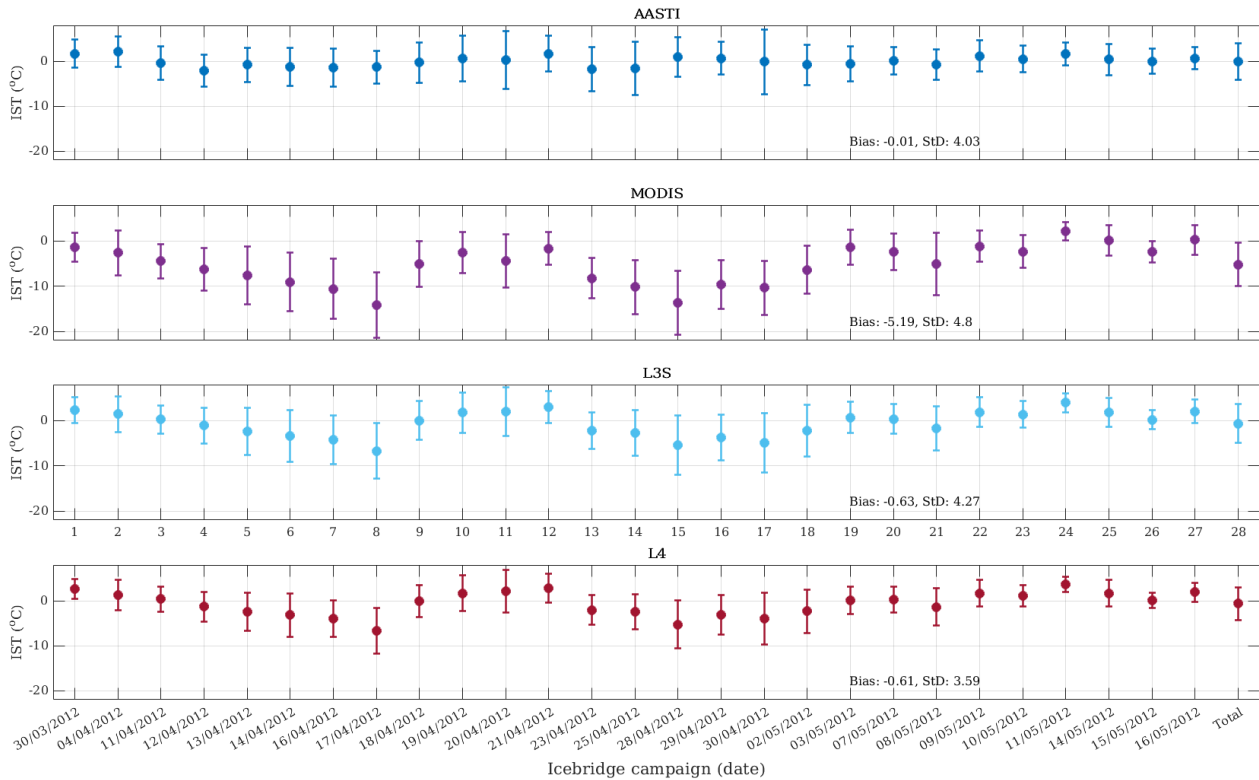 AASTI
IST (°C)
0
-10
-20
Bias: -0.01, StD: 4.03
MODIS
IST (°C)
0
-10
-20
Bias: -5.19, StD: 4.8
L3S
IST (°C)
0
-10
-20
Bias: -0.63, StD: 4.27
1 2 3 4 5 6 7 8 9 10 11 12 13 14 15 16 17 18 19 20 21 22 23 24 25 26 27 28
L4
IST (°C)
0
-10
-20
Bias: -0.61, StD: 3.59
30/03/2012 04/04/2012 11/04/2012 12/04/2012 13/04/2012 14/04/2012 16/04/2012 17/04/2012 18/04/2012 19/04/2012 20/04/2012 21/04/2012 23/04/2012 25/04/2012 28/04/2012 29/04/2012 30/04/2012 02/05/2012 03/05/2012 07/05/2012 08/05/2012 09/05/2012 10/05/2012 11/05/2012 14/05/2012 15/05/2012 16/05/2012 Total
Icebridge campaign (date)